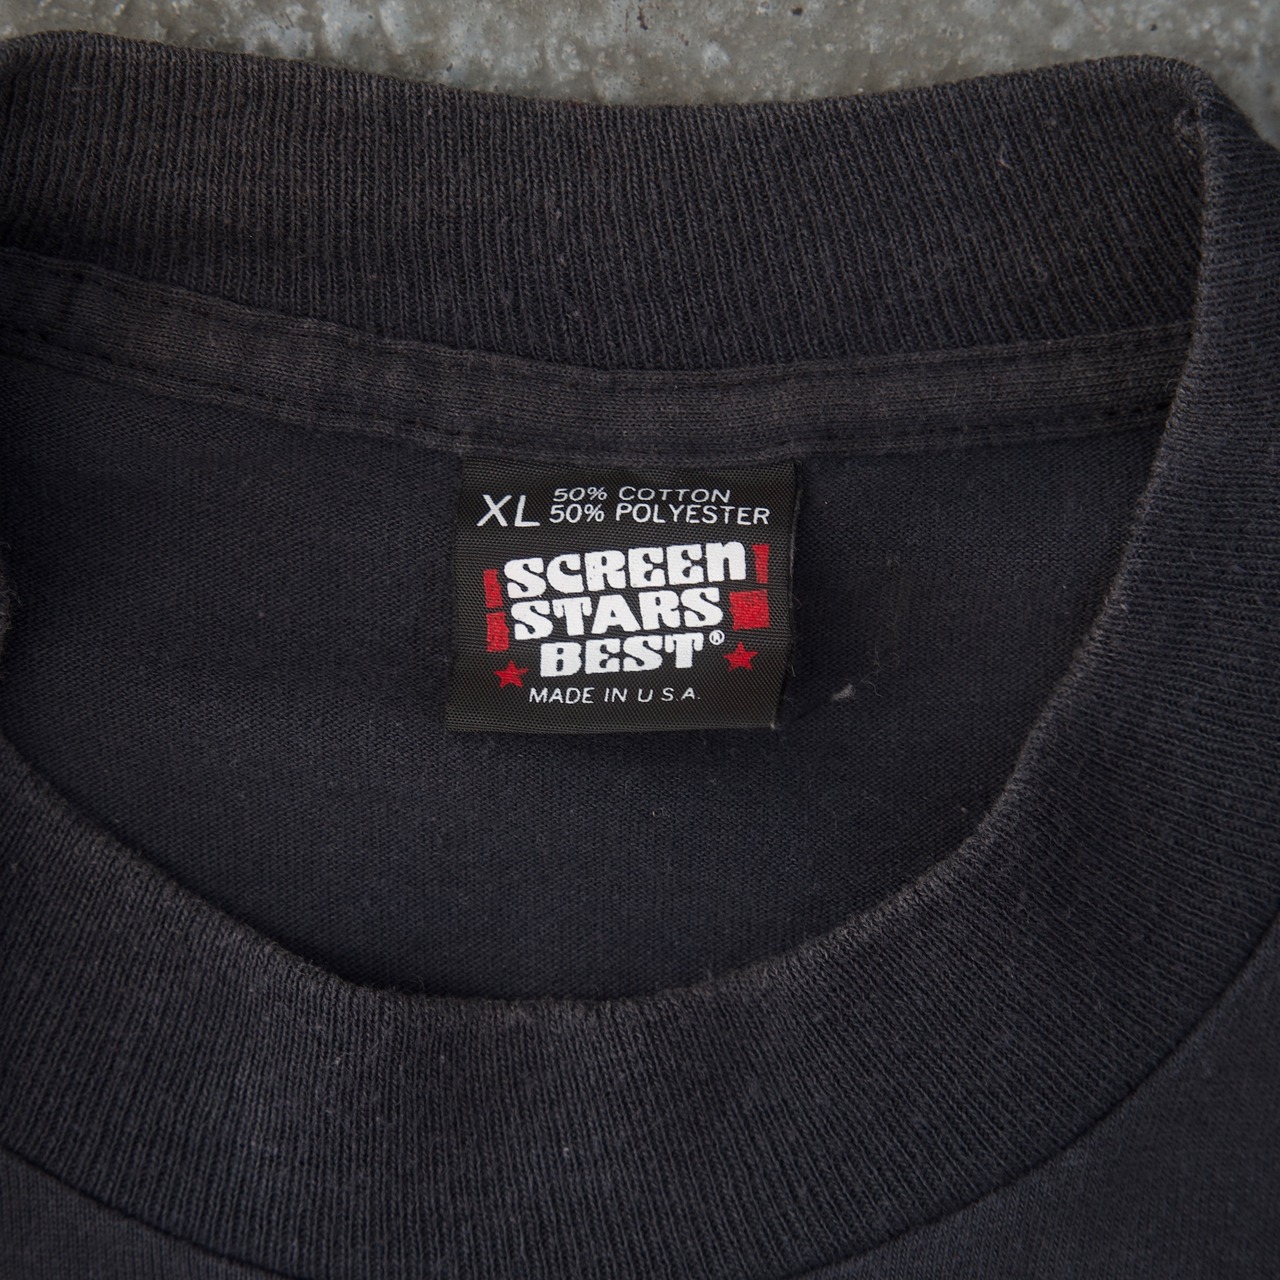 XL 50% COTTON
50% POLYESTER
SCREEN
STARS
BEST®
MADE IN U.S.A.